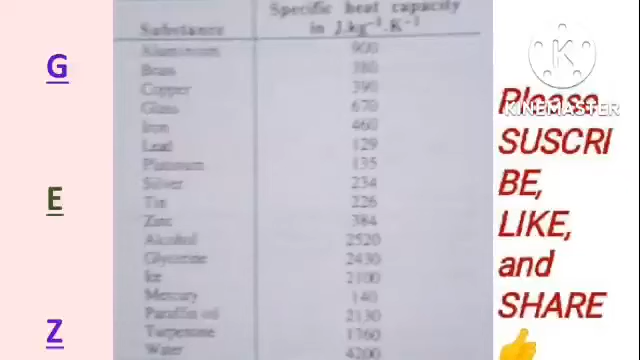 G
E
Z
Specific heat capacity
Substance in J.kg⁻¹.K⁻¹
Aluminium 900
Brass 380
Copper 390
Glass 670
Iron 460
Lead 129
Platinum 135
Silver 234
Tin 226
Zinc 384
Alcohol 2520
Glycerine 2430
Ice 2100
Mercury 140
Paraffin oil 2130
Turpentine 1760
Water 4200
K
KINEMASTER
Please
SUSCRI
BE,
LIKE,
and
SHARE